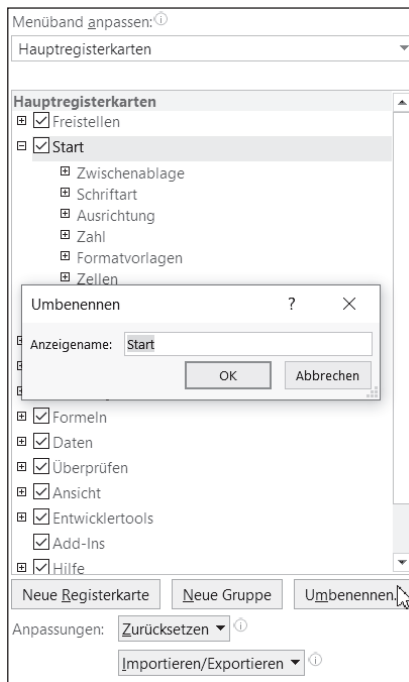 Menüband anpassen:
Hauptregisterkarten
Hauptregisterkarten
Freistellen
Start
Zwischenablage
Schriftart
Ausrichtung
Zahl
Formatvorlagen
Zellen
Umbenennen ?
Anzeigename: Start
OK Abbrechen
Formeln
Daten
Überprüfen
Ansicht
Entwicklertools
Add-Ins
Hilfe
Neue Registerkarte Neue Gruppe Umbenennen...
Anpassungen: Zurücksetzen
Importieren/Exportieren